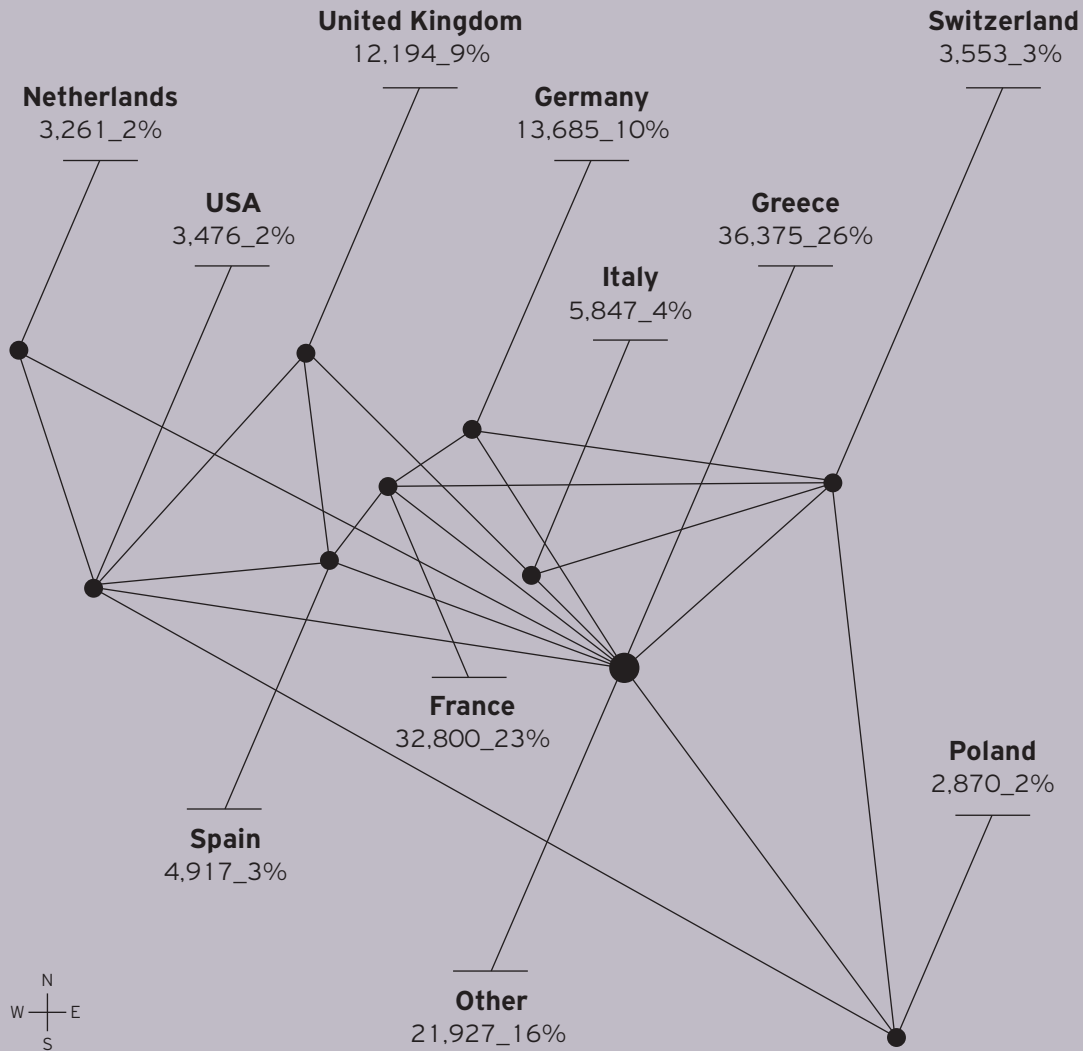 United Kingdom
12,194_9%
Switzerland
3,553_3%
Netherlands
3,261_2%
Germany
13,685_10%
USA
3,476_2%
Greece
36,375_26%
Italy
5,847_4%
France
32,800_23%
Poland
2,870_2%
Spain
4,917_3%
Other
21,927_16%
N
W E
S